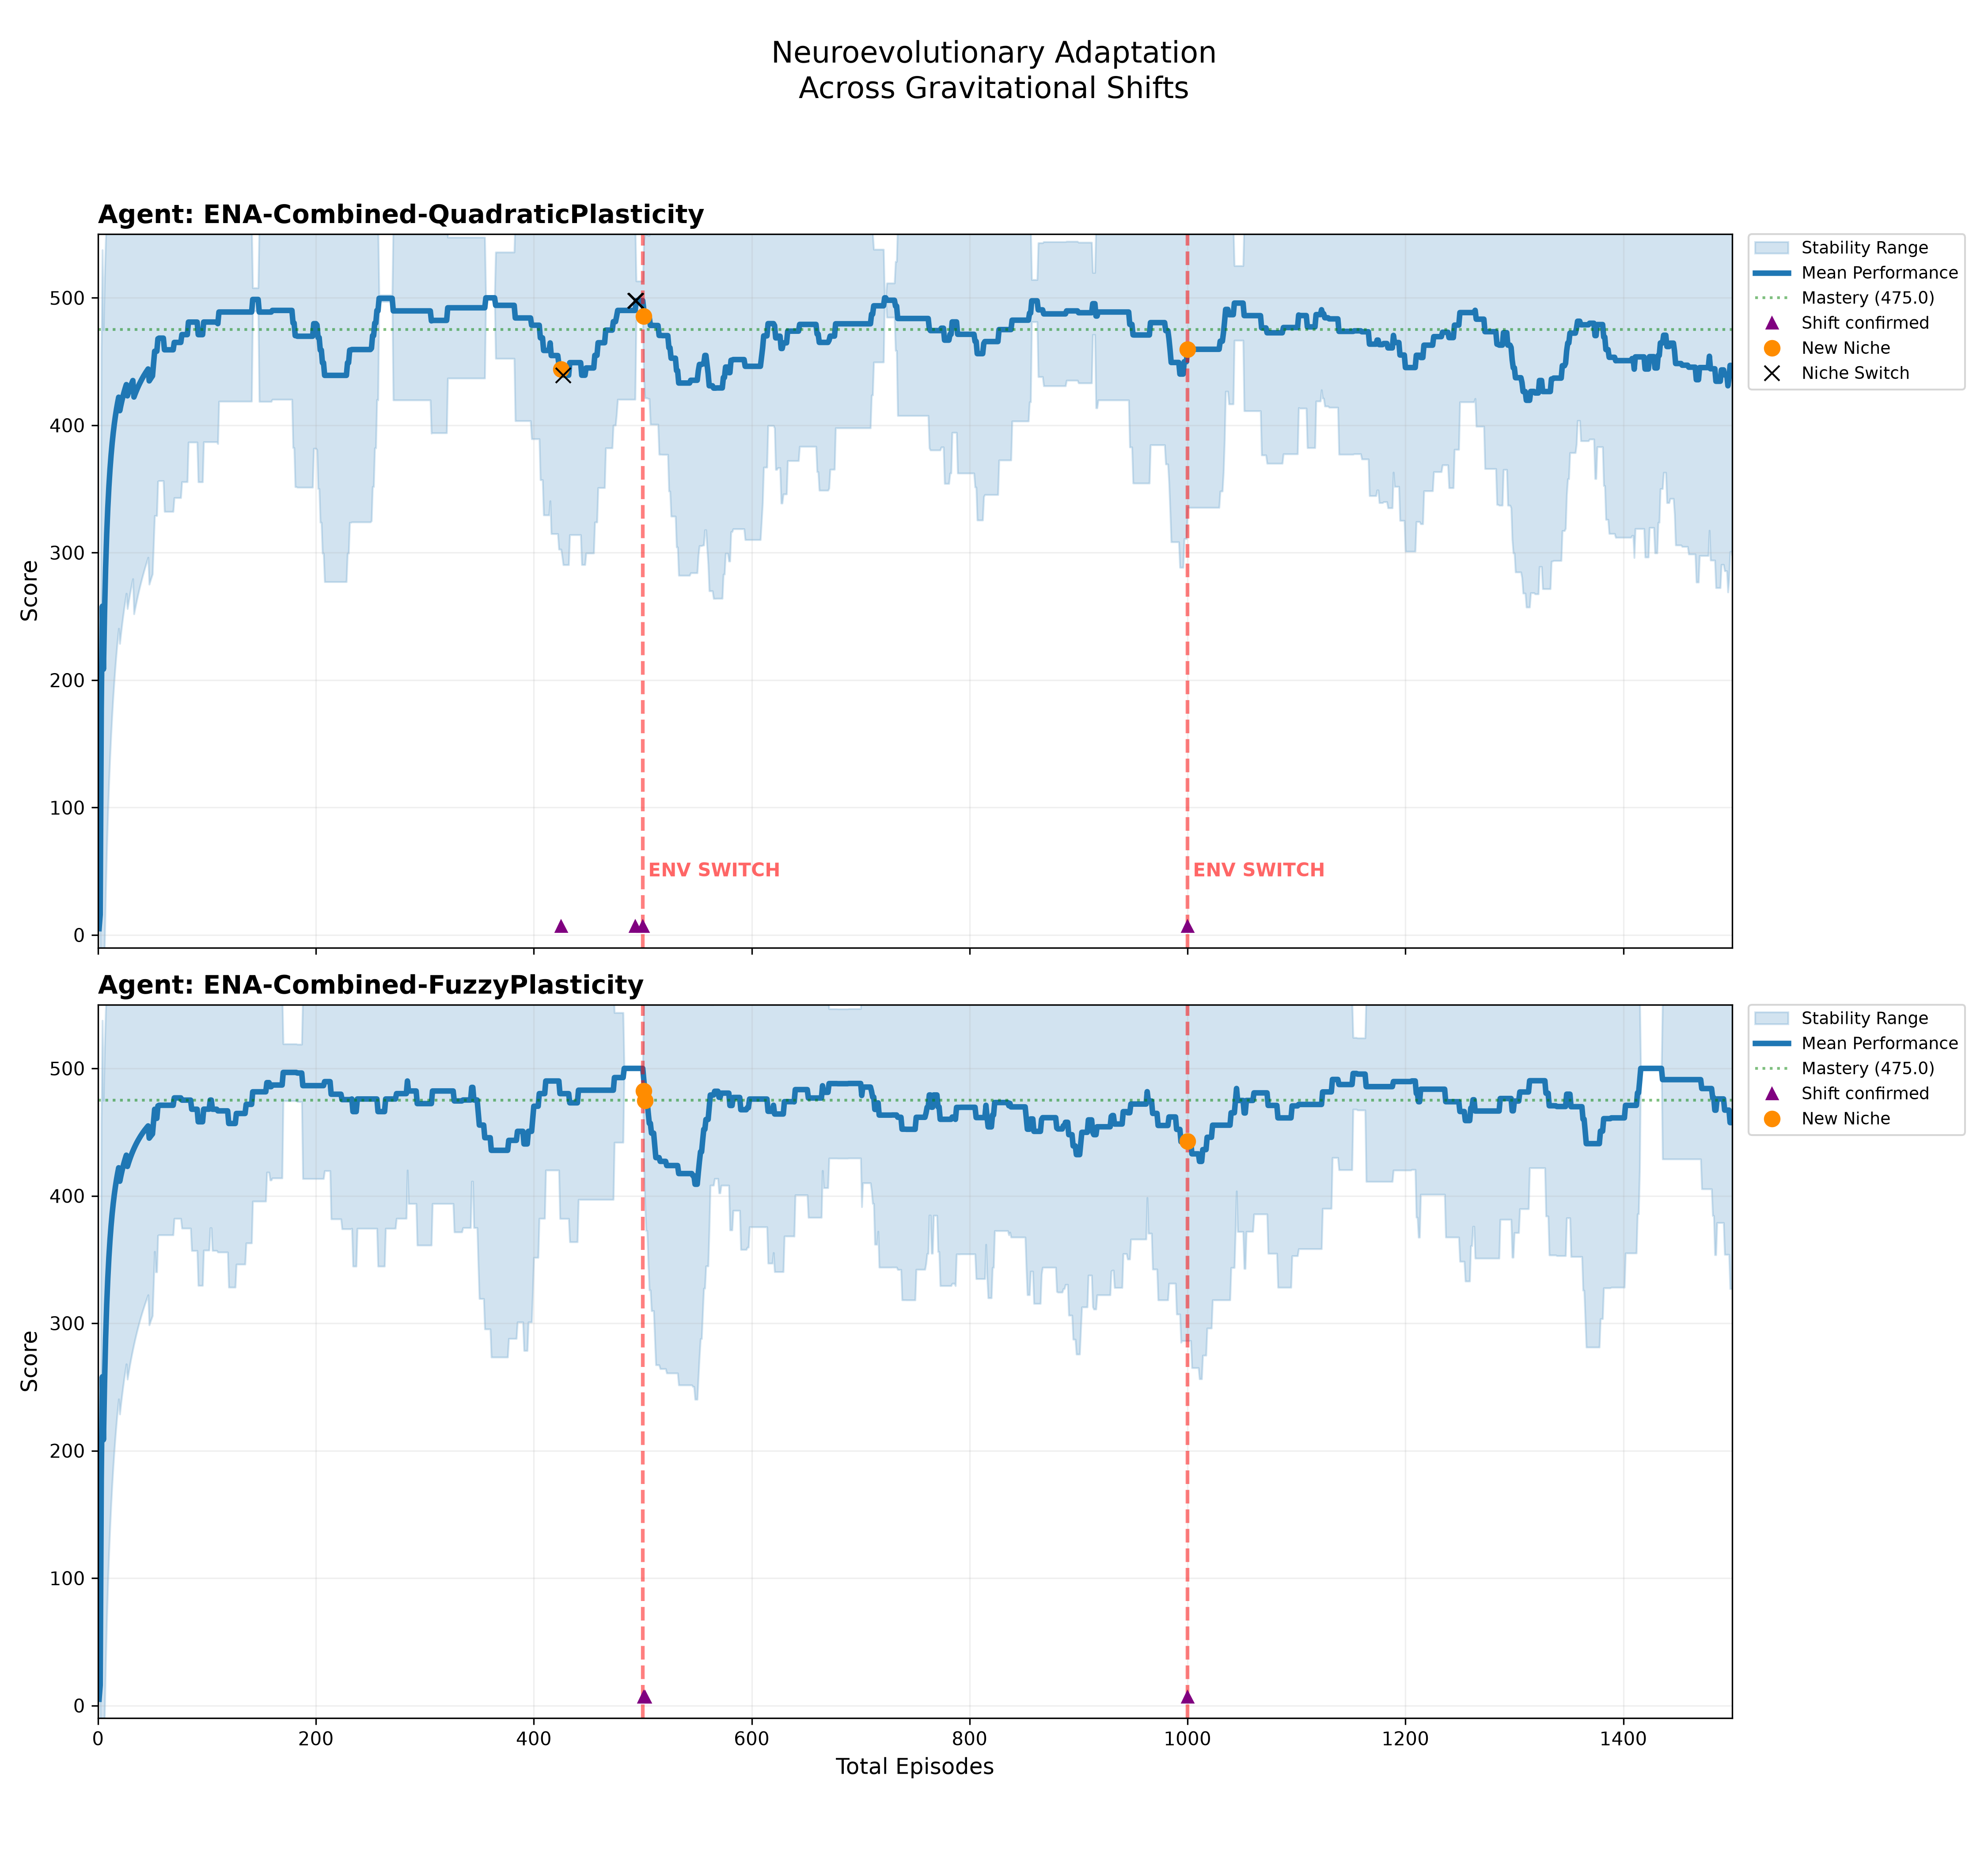 Neuroevolutionary Adaptation
Across Gravitational Shifts
Agent: ENA-Combined-QuadraticPlasticity
Score
500
400
300
200
100
0
ENV SWITCH
ENV SWITCH
Stability Range
Mean Performance
Mastery (475.0)
Shift confirmed
New Niche
Niche Switch
Agent: ENA-Combined-FuzzyPlasticity
Score
500
400
300
200
100
0
Stability Range
Mean Performance
Mastery (475.0)
Shift confirmed
New Niche
0 200 400 600 800 1000 1200 1400
Total Episodes